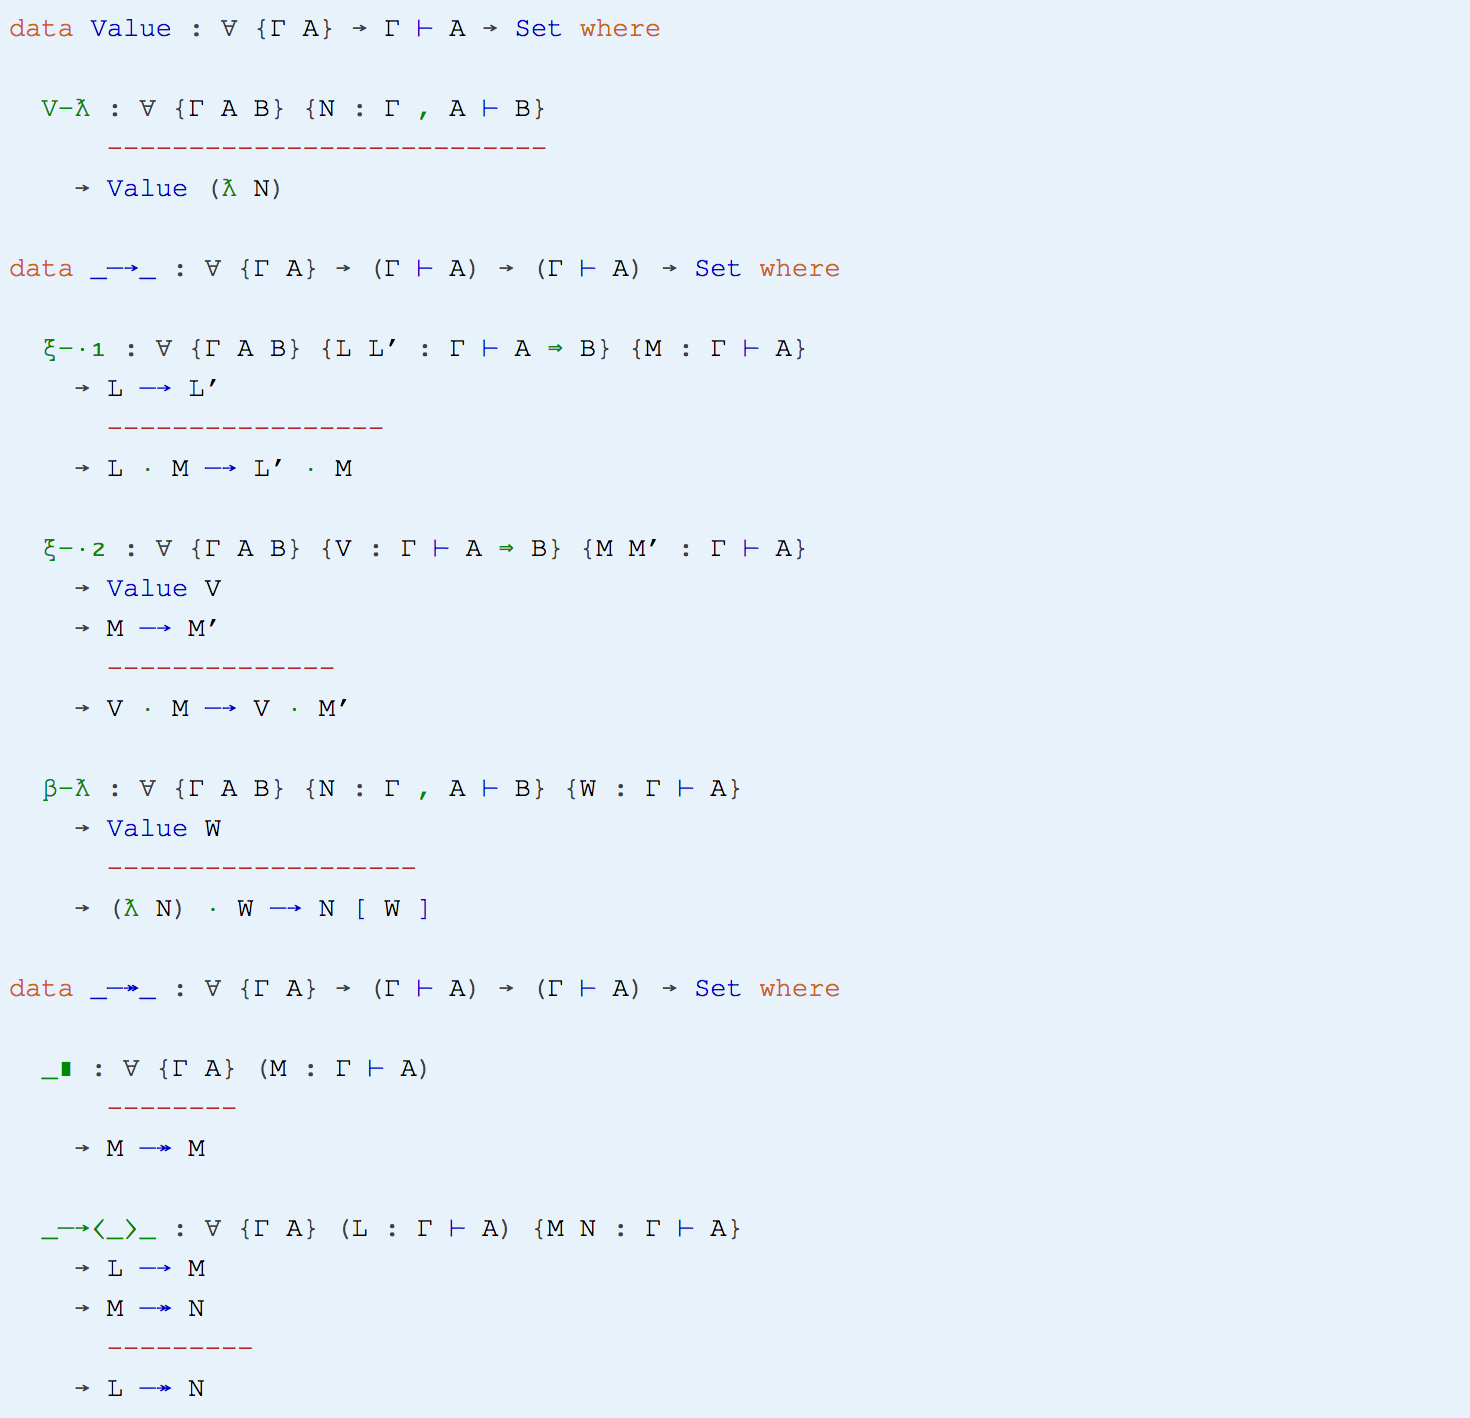 data Value : ∀ {Γ A} → Γ ⊢ A → Set where
V—ƛ : ∀ {Γ A B} {N : Γ , A ⊢ B}
---------------------------
→ Value (ƛ N)
data _—→_ : ∀ {Γ A} → (Γ ⊢ A) → (Γ ⊢ A) → Set where
ξ—·₁ : ∀ {Γ A B} {L L′ : Γ ⊢ A ⇒ B} {M : Γ ⊢ A}
→ L —→ L′
-----------------
→ L · M —→ L′ · M
ξ—·₂ : ∀ {Γ A B} {V : Γ ⊢ A ⇒ B} {M M′ : Γ ⊢ A}
→ Value V
→ M —→ M′
--------------
→ V · M —→ V · M′
β—ƛ : ∀ {Γ A B} {N : Γ , A ⊢ B} {W : Γ ⊢ A}
→ Value W
-------------------
→ (ƛ N) · W —→ N [ W ]
data _—↠_ : ∀ {Γ A} → (Γ ⊢ A) → (Γ ⊢ A) → Set where
_∎ : ∀ {Γ A} (M : Γ ⊢ A)
--------
→ M —↠ M
_—→⟨_⟩_ : ∀ {Γ A} (L : Γ ⊢ A) {M N : Γ ⊢ A}
→ L —→ M
→ M —↠ N
---------
→ L —↠ N